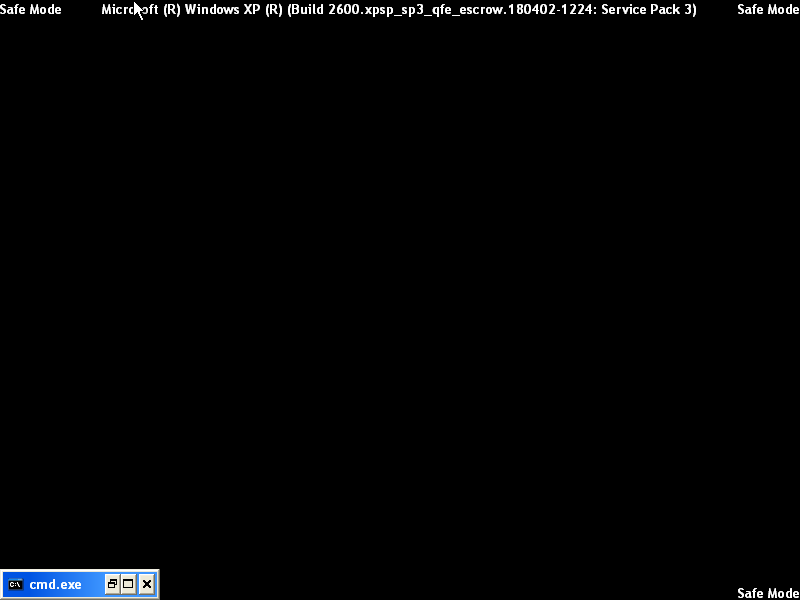 Safe Mode Microsoft (R) Windows XP (R) (Build 2600.xpsp_sp3_qfe_escrow.180402-1224: Service Pack 3) Safe Mode
C:\ cmd.exe
Safe Mode